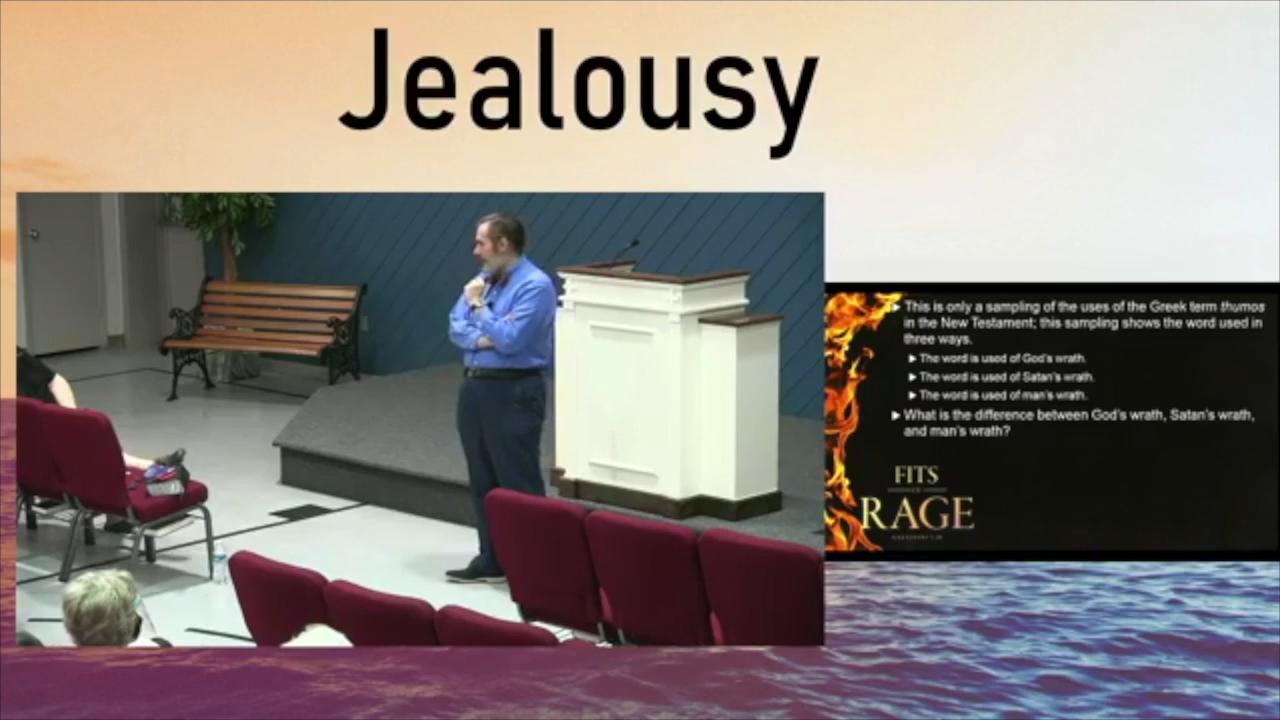 Jealousy
This is only a sampling of the uses of the Greek term thumos
in the New Testament; this sampling shows the word used in
three ways.
The word is used of God's wrath.
The word is used of Satan's wrath.
The word is used of man's wrath.
What is the difference between God's wrath, Satan's wrath,
and man's wrath?
FITS
RAGE